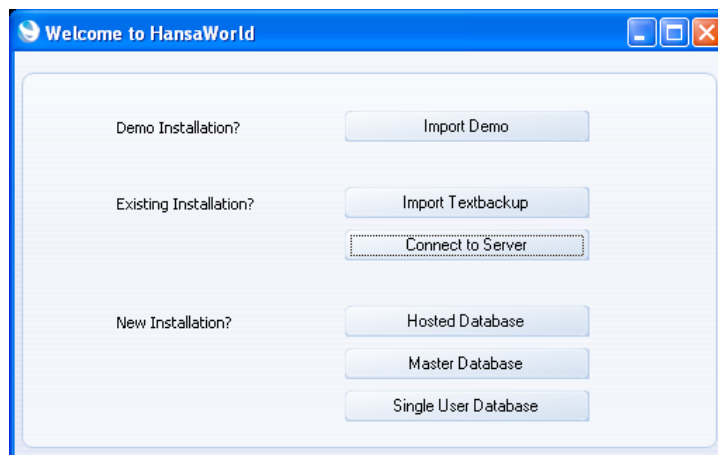 Welcome to HansaWorld
Demo Installation? Import Demo
Existing Installation? Import Textbackup
Connect to Server
New Installation? Hosted Database
Master Database
Single User Database